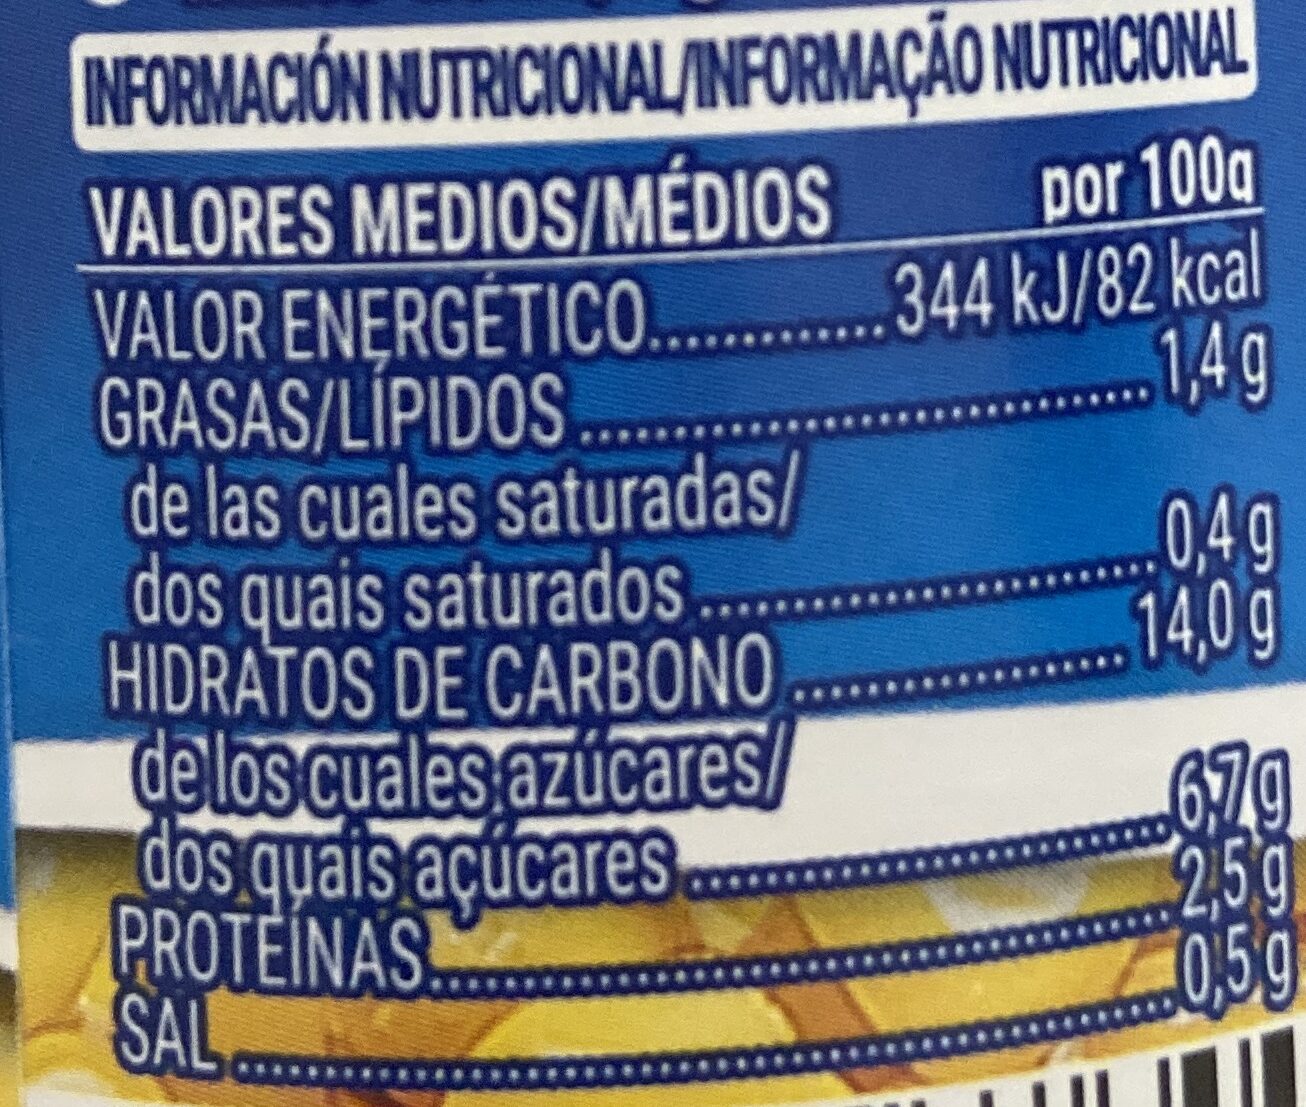 INFORMACIÓN NUTRICIONAL/INFORMAÇÃO NUTRICIONAL
VALORES MEDIOS/MÉDIOS por 100g
VALOR ENERGÉTICO............344 kJ/82 kcal
GRASAS/LÍPIDOS..............................1,4 g
de las cuales saturadas/
dos quais saturados........................0,4 g
HIDRATOS DE CARBONO.................14,0 g
de los cuales azúcares/
dos quais açúcares.........................6,7 g
PROTEÍNAS......................................2,5 g
SAL................................................0,5 g